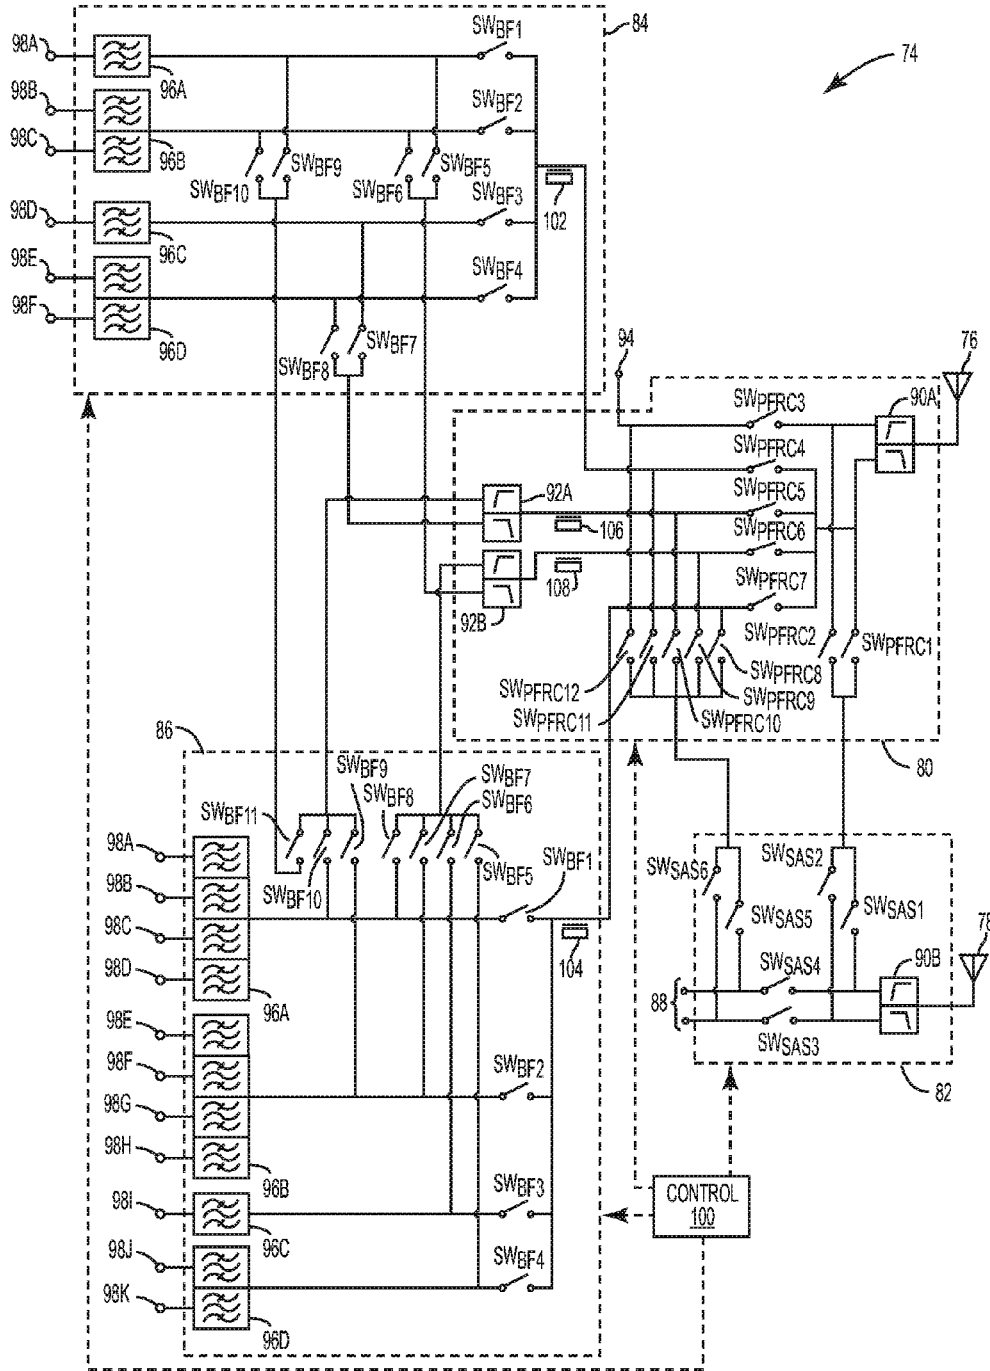 98A
98B
98C
98D
98E
98F
96A
96B
96C
96D
SWBF1
SWBF2
SWBF9
SWBF5
SWBF10
SWBF6
SWBF3
SWBF4
SWBF8
SWBF7
102
84
74
94
76
90A
SWPFRC3
SWPFRC4
SWPFRC5
SWPFRC6
SWPFRC7
92A
106
108
92B
SWPFRC2
SWPFRC1
SWPFRC8
SWPFRC9
SWPFRC10
SWPFRC12
SWPFRC11
80
86
SWBF9
SWBF8
SWBF7
SWBF6
SWBF11
SWBF10
SWBF5
SWBF1
98A
98B
98C
98D
96A
104
98E
98F
98G
98H
96B
SWBF2
98I
96C
SWBF3
98J
98K
96D
SWBF4
SWSAS6
SWSAS2
SWSAS5
SWSAS1
SWSAS4
SWSAS3
88
90B
78
82
CONTROL
100